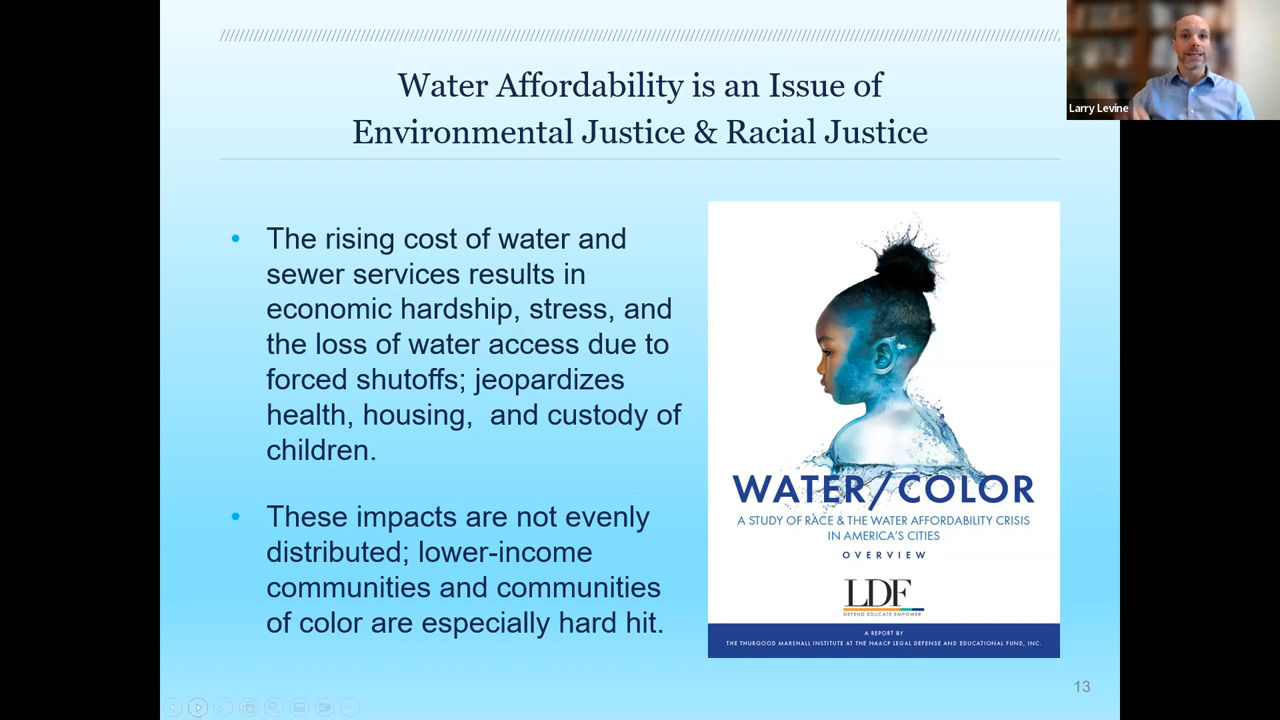 Water Affordability is an Issue of
Environmental Justice & Racial Justice
Larry Levine
• The rising cost of water and
sewer services results in
economic hardship, stress, and
the loss of water access due to
forced shutoffs; jeopardizes
health, housing,  and custody of
children.
• These impacts are not evenly
distributed; lower-income
communities and communities
of color are especially hard hit.
WATER/COLOR
A STUDY OF RACE & THE WATER AFFORDABILITY CRISIS
IN AMERICA'S CITIES
OVERVIEW
LDF
DEFEND EDUCATE EMPOWER
A REPORT BY
THE THURGOOD MARSHALL INSTITUTE AT THE NAACP LEGAL DEFENSE AND EDUCATIONAL FUND, INC.
13